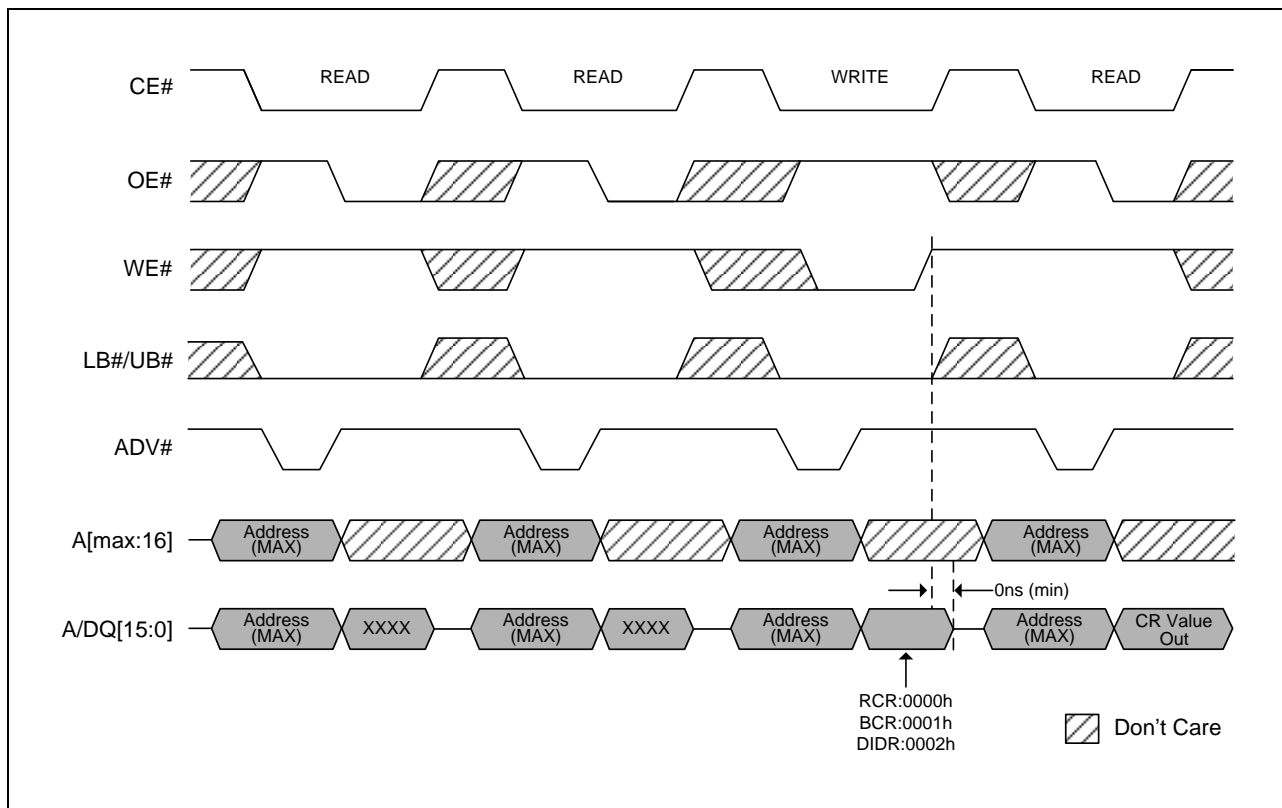 CE#
READ
READ
WRITE
READ
OE#
WE#
LB#/UB#
ADV#
A[max:16]
Address
(MAX)
Address
(MAX)
Address
(MAX)
Address
(MAX)
0ns (min)
A/DQ[15:0]
Address
(MAX)
XXXX
Address
(MAX)
XXXX
Address
(MAX)
Address
(MAX)
CR Value
Out
RCR:0000h
BCR:0001h
DIDR:0002h
Don't Care